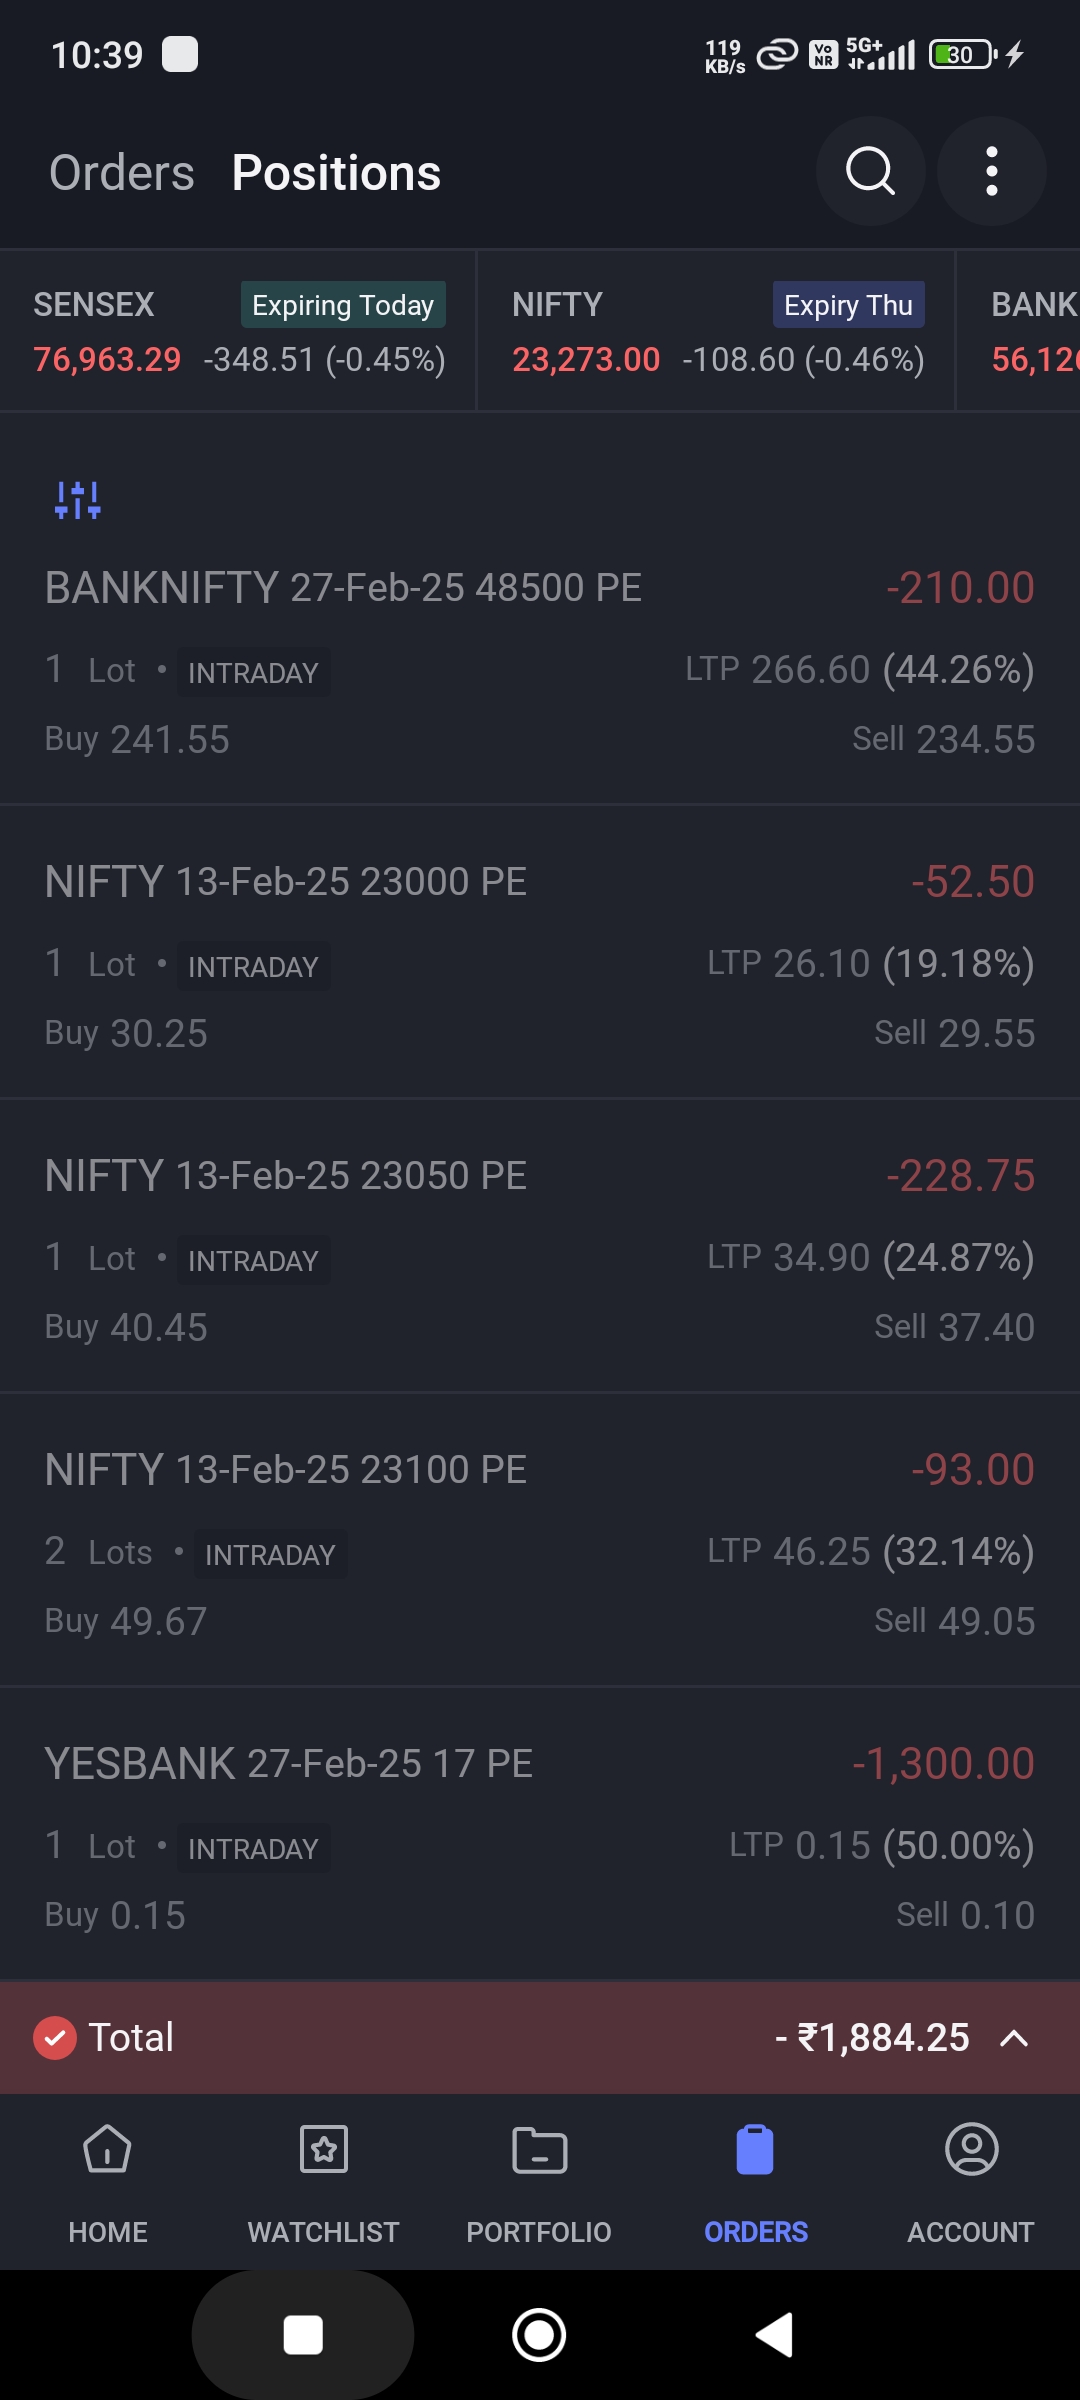 10:39 119 KB/s Vo NR 5G+ 30
Orders Positions
SENSEX Expiring Today NIFTY Expiry Thu BANK
76,963.29 -348.51 (-0.45%) 23,273.00 -108.60 (-0.46%) 56,126
BANKNIFTY 27-Feb-25 48500 PE -210.00
1 Lot • INTRADAY LTP 266.60 (44.26%)
Buy 241.55 Sell 234.55
NIFTY 13-Feb-25 23000 PE -52.50
1 Lot • INTRADAY LTP 26.10 (19.18%)
Buy 30.25 Sell 29.55
NIFTY 13-Feb-25 23050 PE -228.75
1 Lot • INTRADAY LTP 34.90 (24.87%)
Buy 40.45 Sell 37.40
NIFTY 13-Feb-25 23100 PE -93.00
2 Lots • INTRADAY LTP 46.25 (32.14%)
Buy 49.67 Sell 49.05
YESBANK 27-Feb-25 17 PE -1,300.00
1 Lot • INTRADAY LTP 0.15 (50.00%)
Buy 0.15 Sell 0.10
Total - ₹1,884.25
HOME WATCHLIST PORTFOLIO ORDERS ACCOUNT